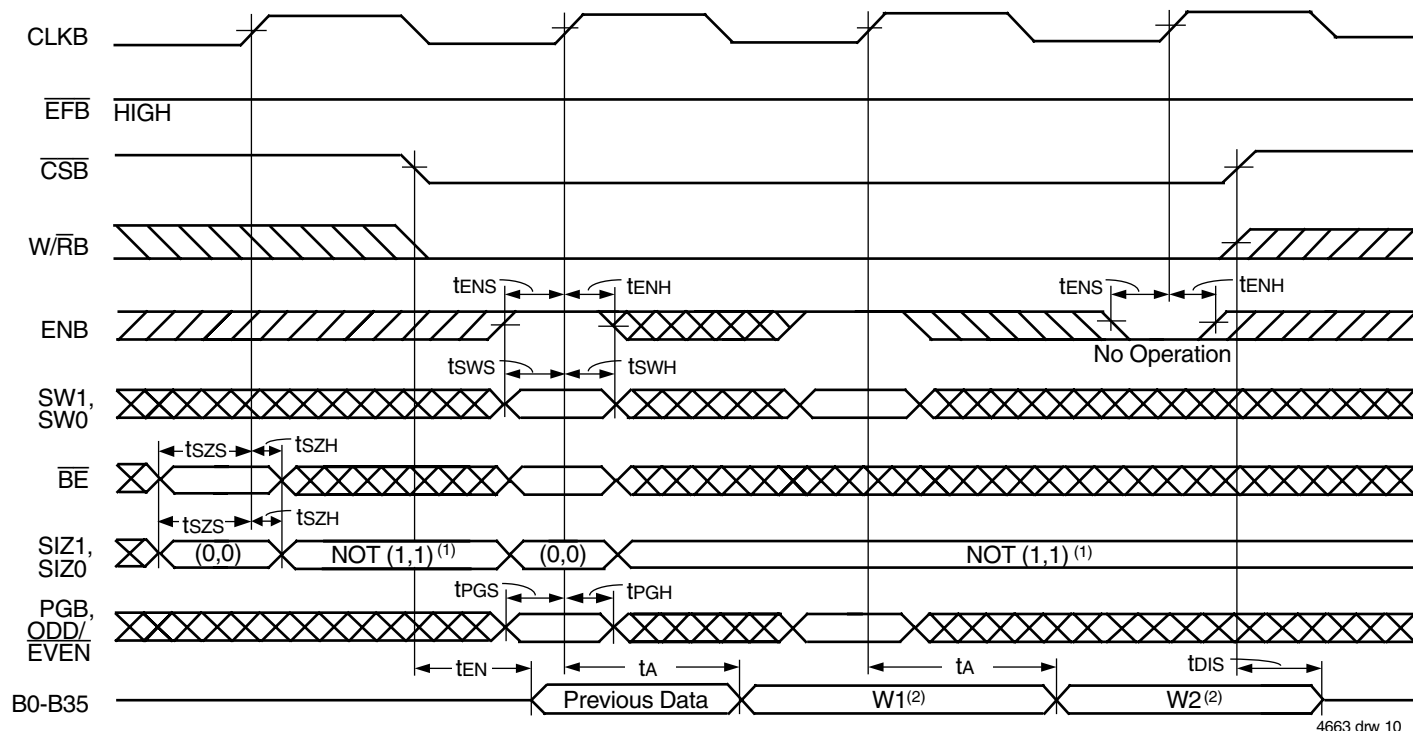 CLKB
EFB HIGH
CSB
W/RB
tENS tENH tENS tENH
ENB
No Operation
tSWS tSWH
SW1,
SW0
tSZS tSZH
BE
tSZS tSZH
SIZ1,
SIZ0
(0,0) NOT (1,1) (1) (0,0) NOT (1,1) (1)
tPGS tPGH
PGB,
ODD/
EVEN
tEN tA tA tDIS
B0-B35 Previous Data W1(2) W2(2)
4663 drw 10